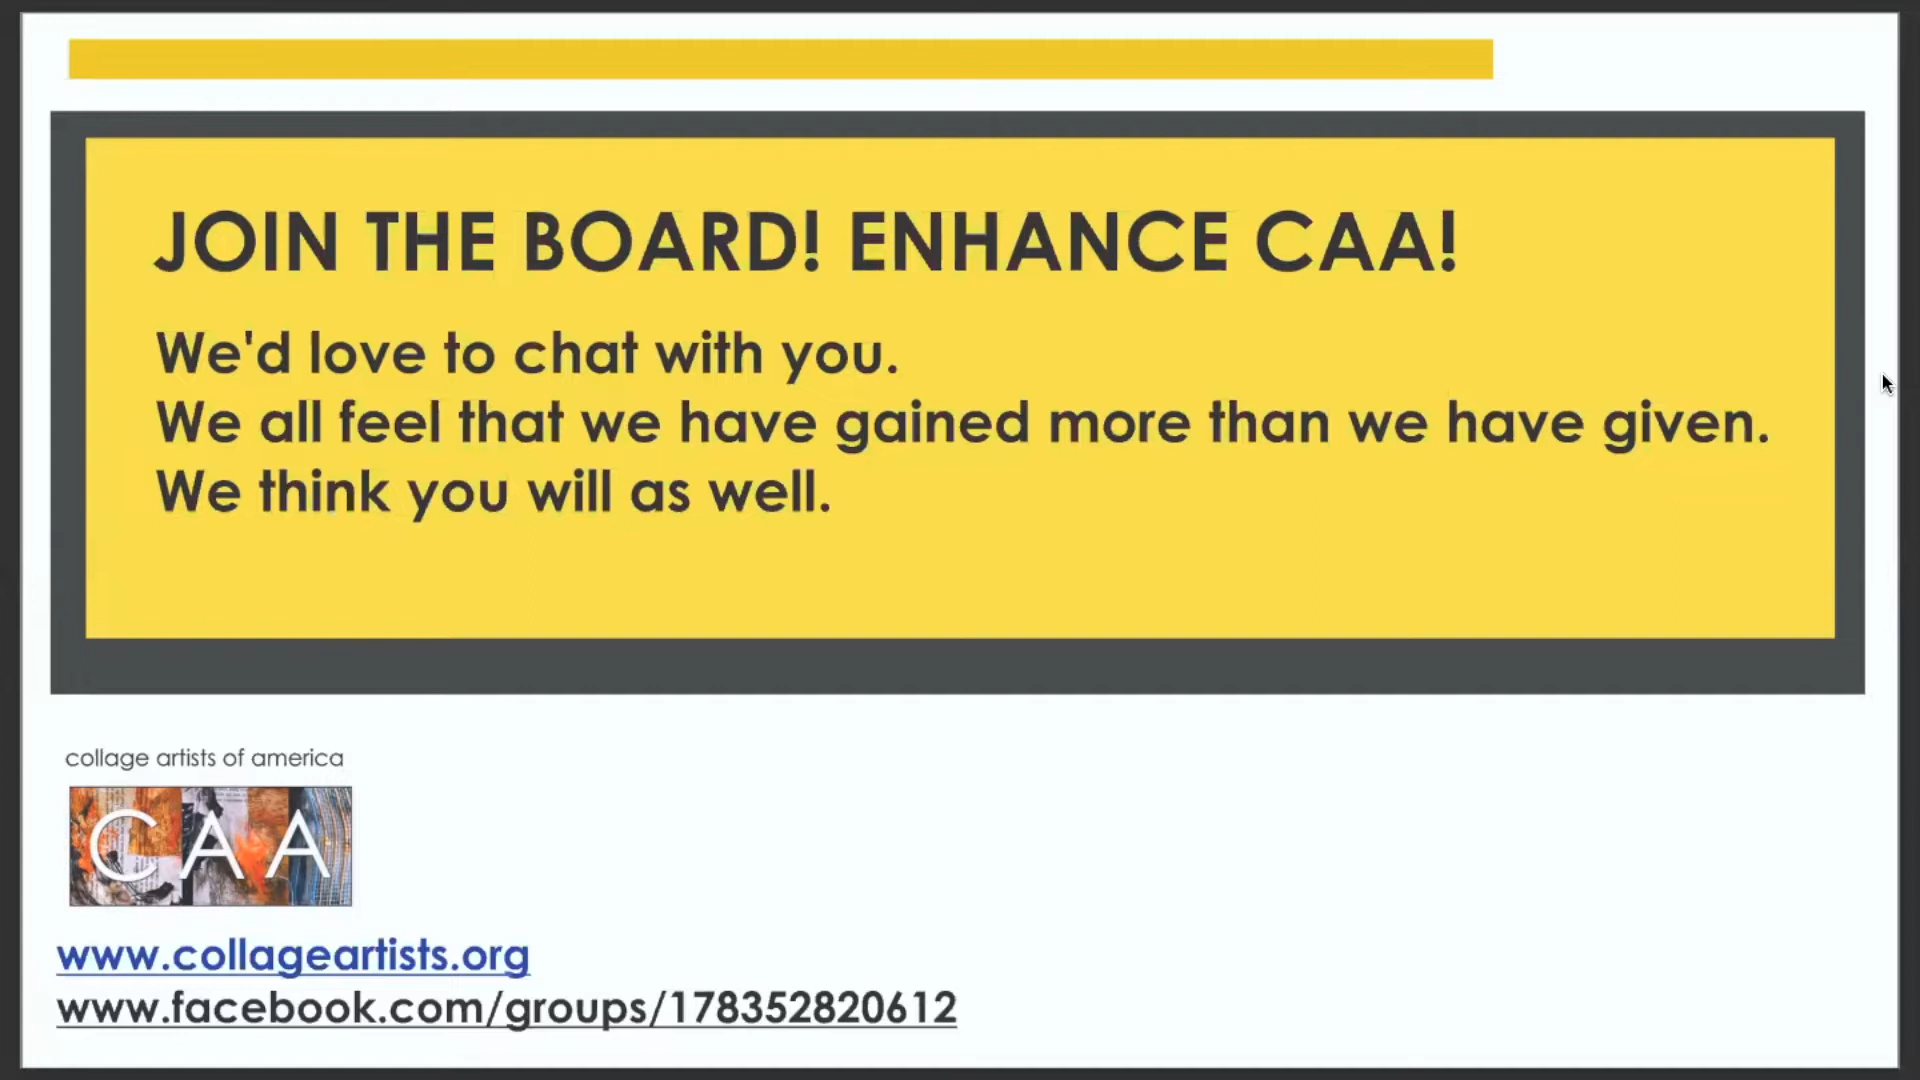 JOIN THE BOARD! ENHANCE CAA!
We'd love to chat with you.
We all feel that we have gained more than we have given.
We think you will as well.
collage artists of america
CAA
www.collageartists.org
www.facebook.com/groups/178352820612